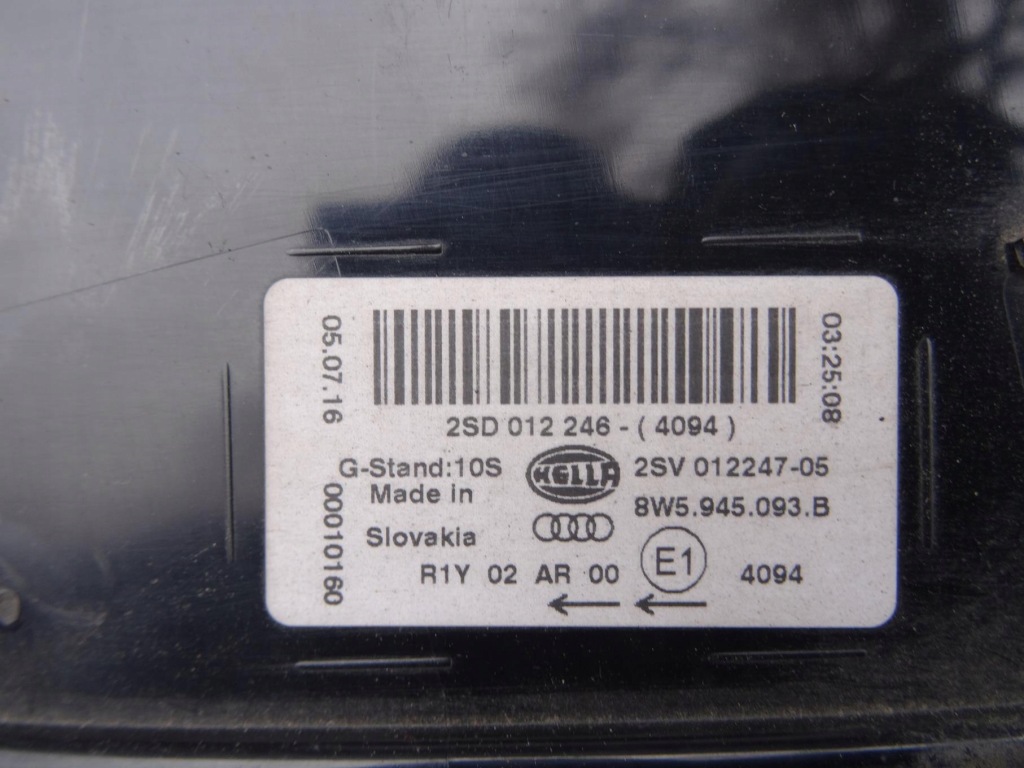 05.07.16
03:25:08
2SD 012 246 - ( 4094 )
G-Stand:10S
HELLA
2SV 012247-05
Made in
8W5.945.093.B
Slovakia
00010160
R1Y 02 AR 00
E1
4094